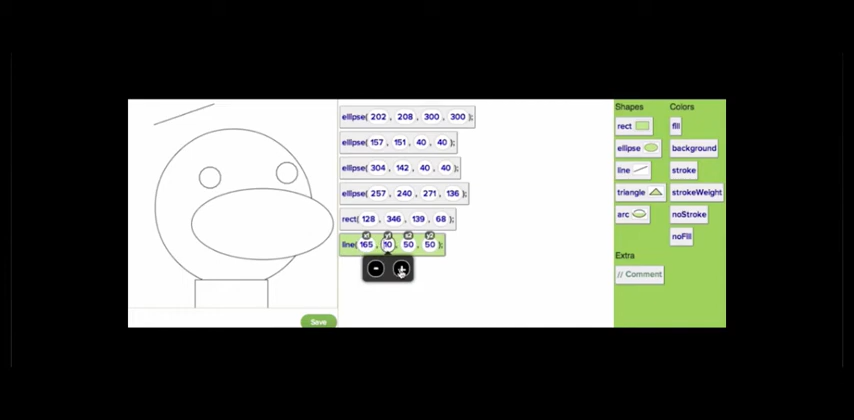 ellipse( 202 , 208 , 300 , 300 );
ellipse( 157 , 151 , 40 , 40 );
ellipse( 304 , 142 , 40 , 40 );
ellipse( 257 , 240 , 271 , 136 );
rect( 128 , 346 , 139 , 68 );
x1 y1 x2 y2
line( 165 , 10 , 50 , 50 );
- +
Save
Shapes
rect
ellipse
line
triangle
arc
Colors
fill
background
stroke
strokeWeight
noStroke
noFill
Extra
// Comment